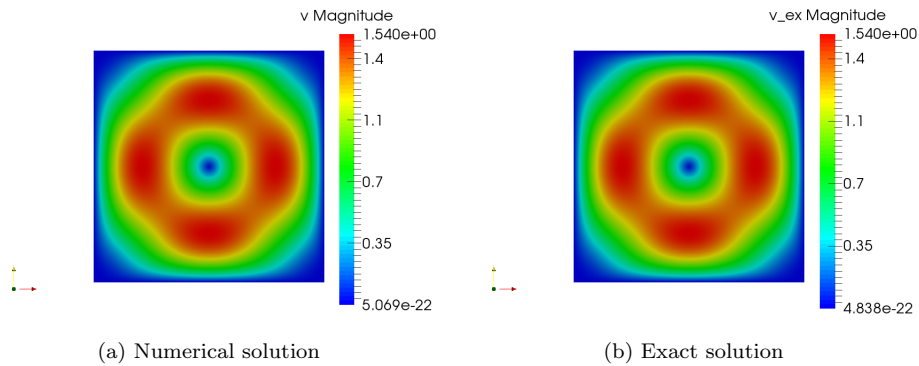 v Magnitude
1.540e+00
1.4
1.1
0.7
0.35
5.069e-22
(a) Numerical solution
v_ex Magnitude
1.540e+00
1.4
1.1
0.7
0.35
4.838e-22
(b) Exact solution